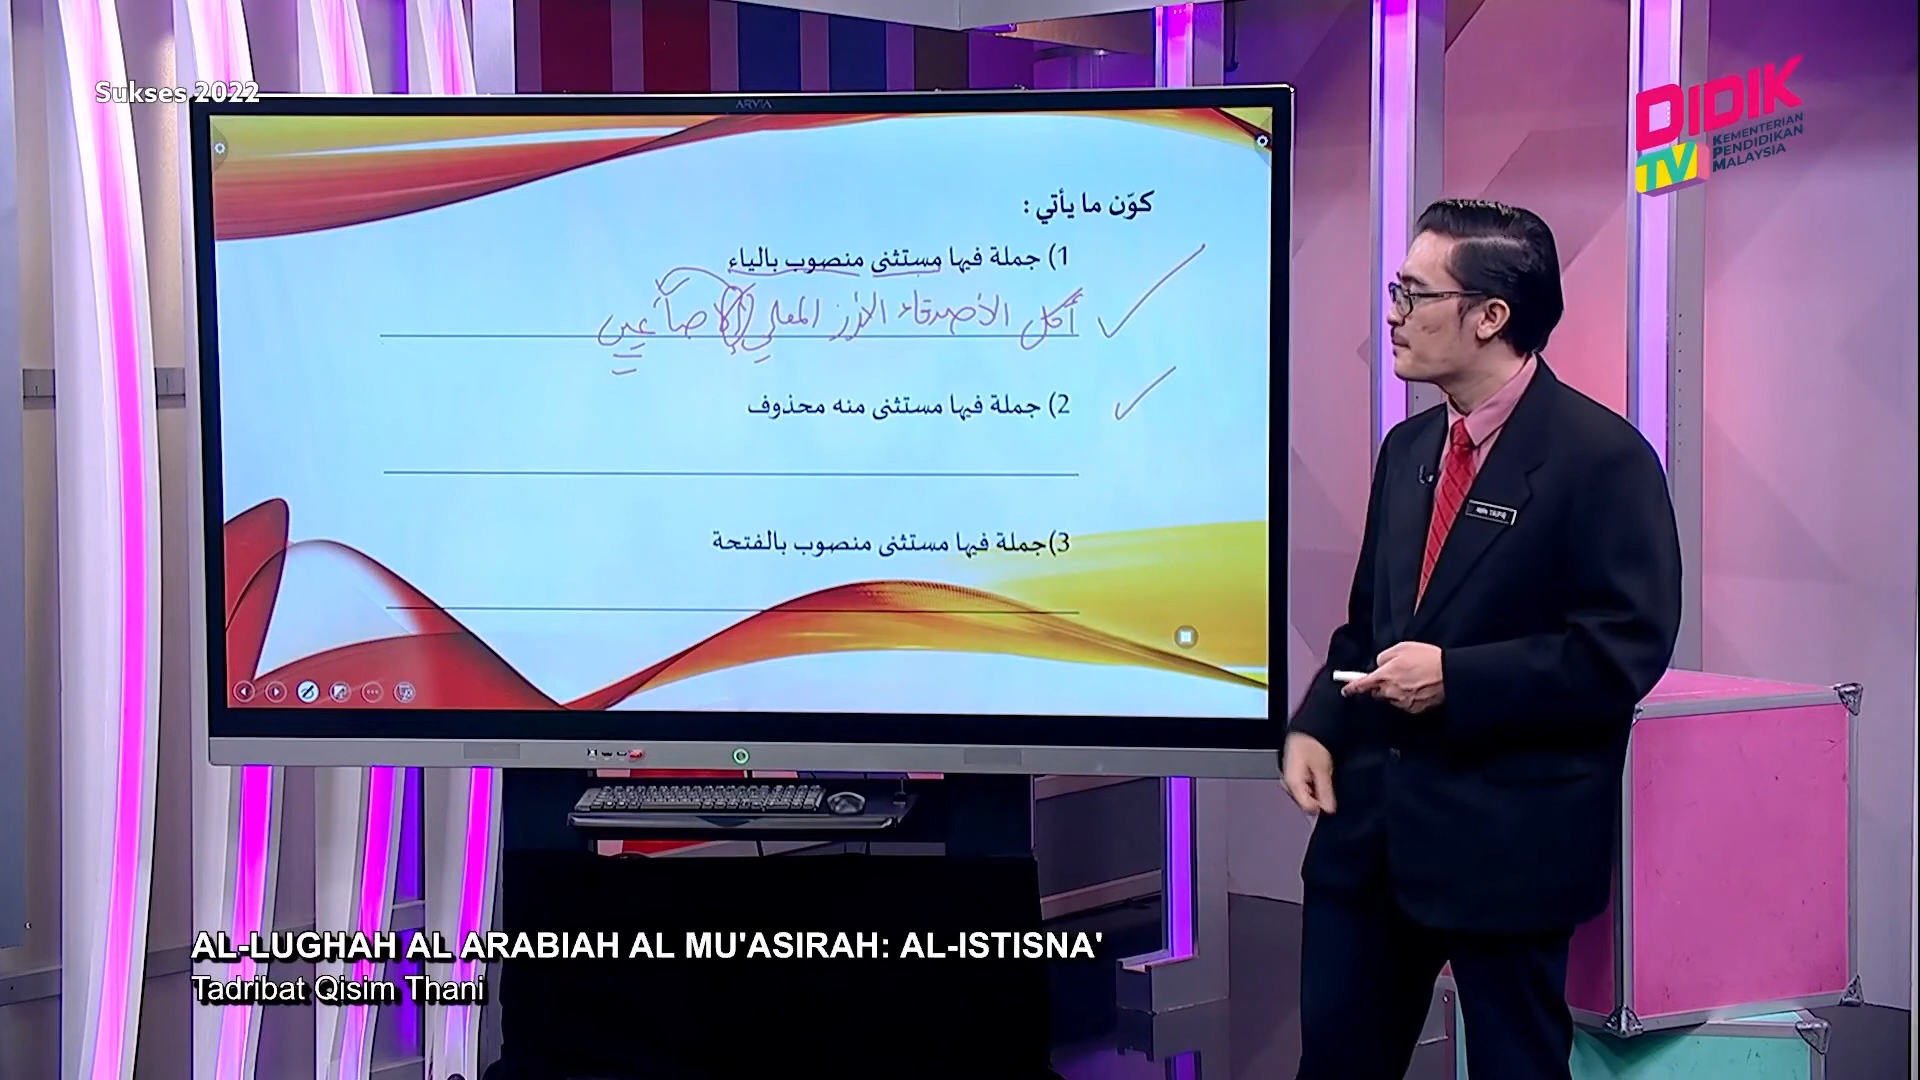 Sukses 2022
DIDIK
TV
KEMENTERIAN
PENDIDIKAN
MALAYSIA
ARVIA
كوّن ما يأتي :
1) جملة فيها مستثنى منصوب بالياء
أكل الأصدقاء الأرز المقلي إلا صائمين
2) جملة فيها مستثنى منه محذوف
3)جملة فيها مستثنى منصوب بالفتحة
AL-LUGHAH AL ARABIAH AL MU'ASIRAH: AL-ISTISNA'
Tadribat Qisim Thani